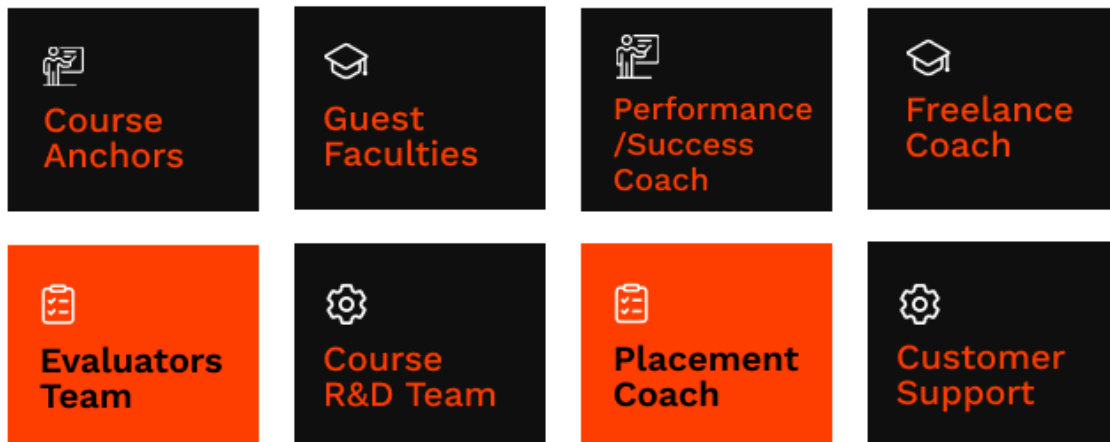 Course
Anchors
Guest
Faculties
Performance
/Success
Coach
Freelance
Coach
Evaluators
Team
Course
R&D Team
Placement
Coach
Customer
Support